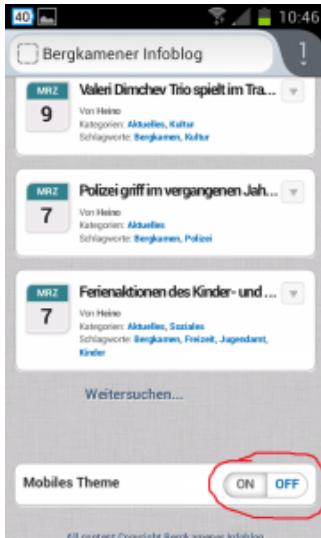 40
10:46
Bergkamener Infoblog
1
MRZ
9
Valeri Dimchev Trio spielt im Tra...
Von Heino
Kategorien: Aktuelles, Kultur
Schlagworte: Bergkamen, Kultur
MRZ
7
Polizei griff im vergangenen Jah...
Von Heino
Kategorien: Aktuelles
Schlagworte: Bergkamen, Polizei
MRZ
7
Ferienaktionen des Kinder- und ...
Von Heino
Kategorien: Aktuelles, Soziales
Schlagworte: Bergkamen, Freizeit, Jugendamt,
Kinder
Weitersuchen...
Mobiles Theme
ON OFF
All content Copyright Bergkamener Infoblog